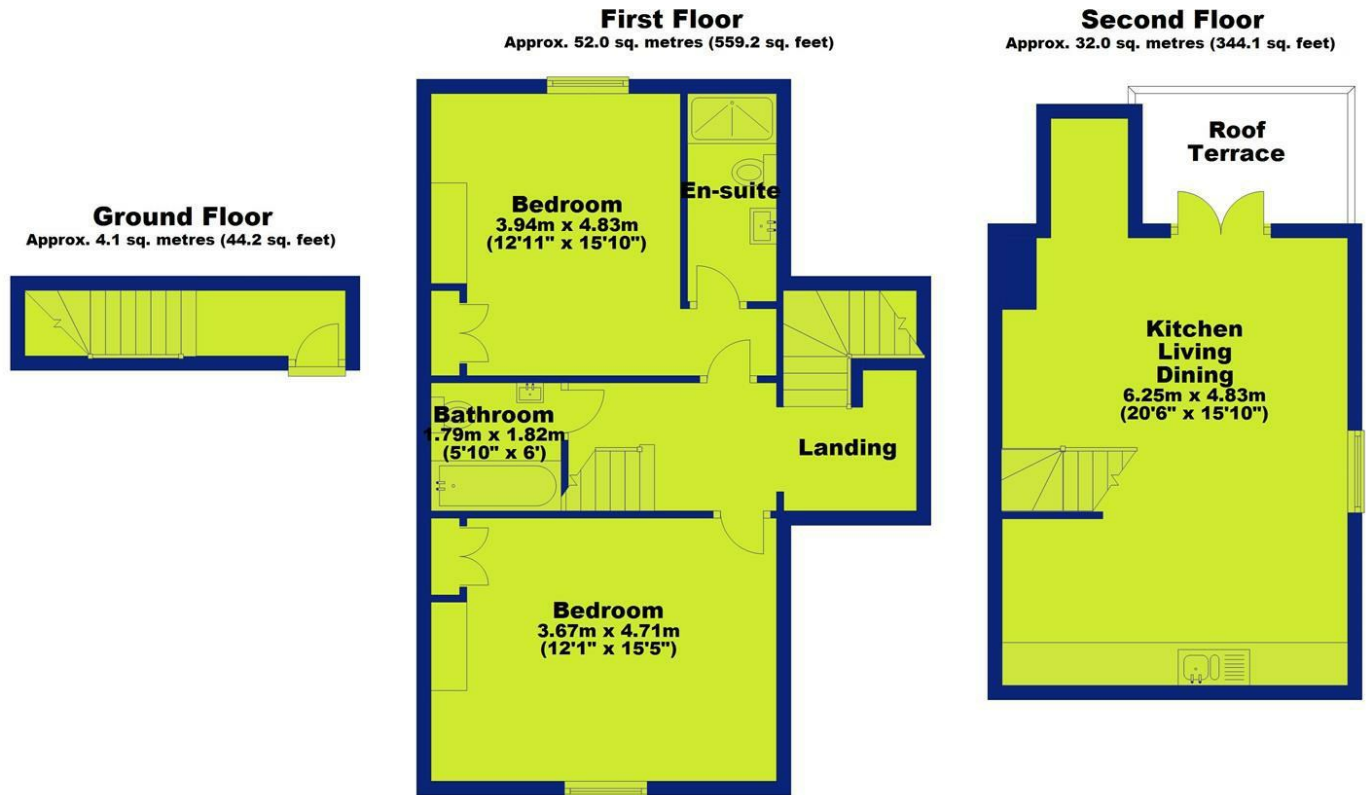 First Floor
Approx. 52.0 sq. metres (559.2 sq. feet)
Second Floor
Approx. 32.0 sq. metres (344.1 sq. feet)
Roof
Terrace
Ground Floor
Approx. 4.1 sq. metres (44.2 sq. feet)
Bedroom
3.94m x 4.83m
(12'11" x 15'10")
En-suite
Kitchen
Living
Dining
6.25m x 4.83m
(20'6" x 15'10")
Bathroom
1.79m x 1.82m
(5'10" x 6')
Landing
Bedroom
3.67m x 4.71m
(12'1" x 15'5")